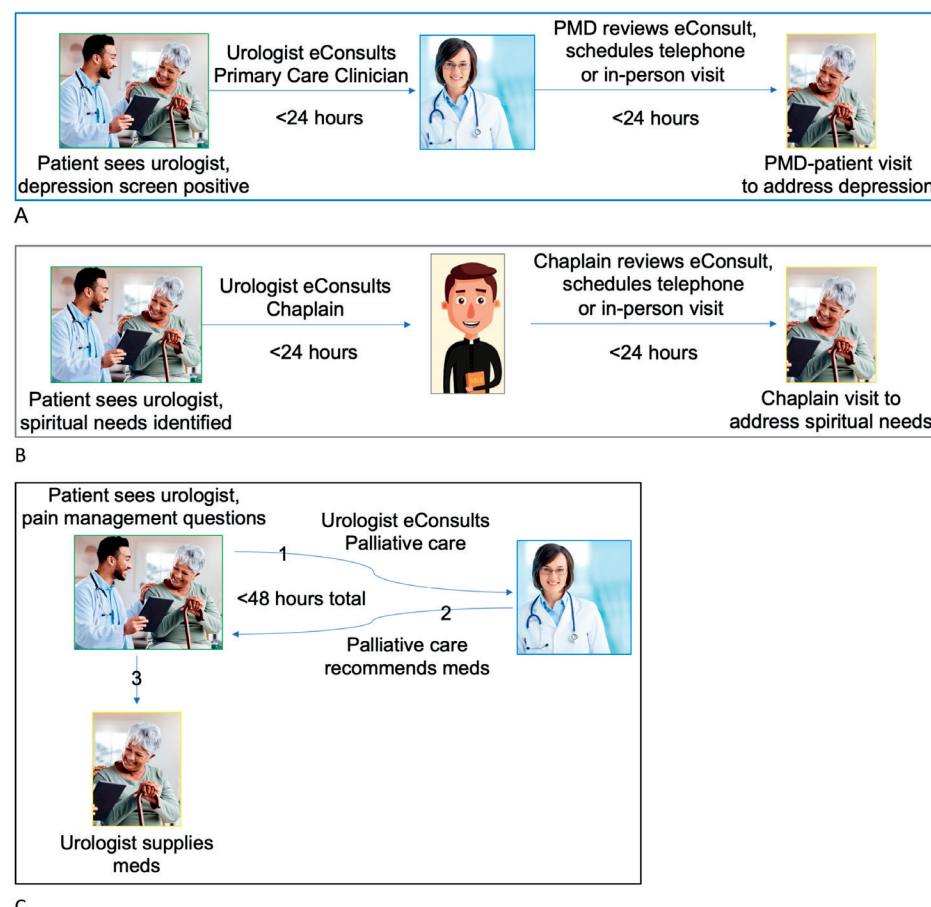 Urologist eConsults
Primary Care Clinician
<24 hours
PMD reviews eConsult,
schedules telephone
or in-person visit
<24 hours
Patient sees urologist,
depression screen positive
PMD-patient visit
to address depression
A
Urologist eConsults
Chaplain
<24 hours
Chaplain reviews eConsult,
schedules telephone
or in-person visit
<24 hours
Patient sees urologist,
spiritual needs identified
Chaplain visit to
address spiritual needs
B
Patient sees urologist,
pain management questions
Urologist eConsults
Palliative care
1
<48 hours total
2
Palliative care
recommends meds
3
Urologist supplies
meds
C